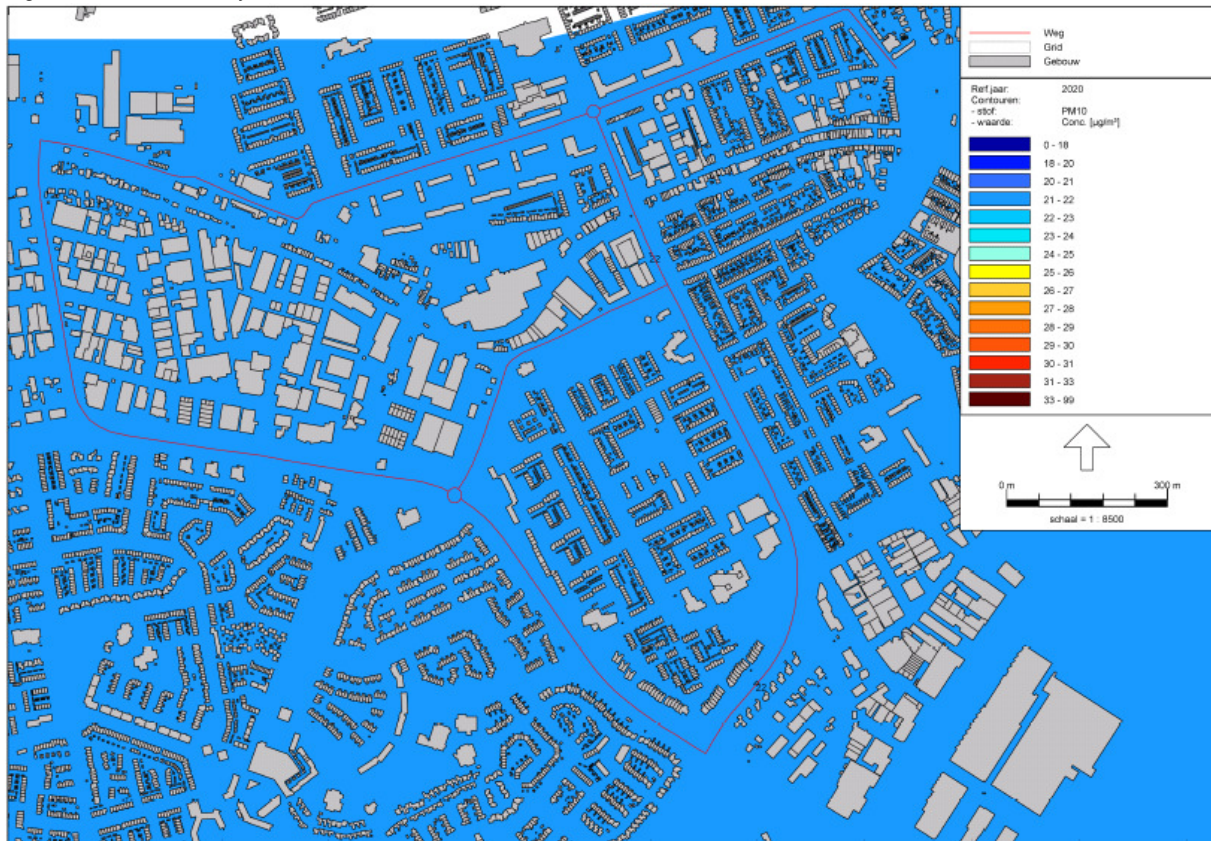 Weg
Grid
Gebouw
Ref.jaar: 2020
Contouren:
- stof: PM10
- waarde: Conc. [µg/m³]
0 - 18
18 - 20
20 - 21
21 - 22
22 - 23
23 - 24
24 - 25
25 - 26
26 - 27
27 - 28
28 - 29
29 - 30
30 - 31
31 - 33
33 - 99
0 m 300 m
schaal = 1 : 8500
22
22